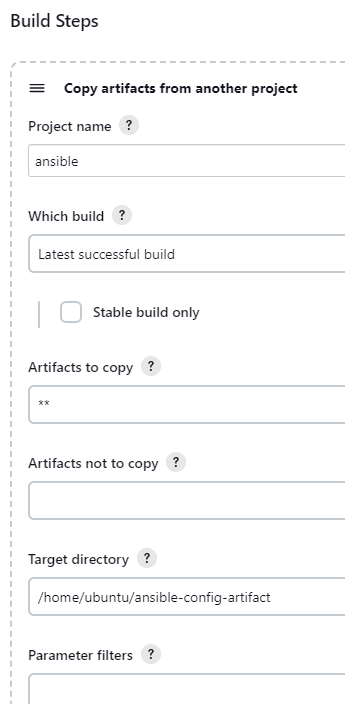 Build Steps
Copy artifacts from another project
Project name ?
ansible
Which build ?
Latest successful build
Stable build only
Artifacts to copy ?
**
Artifacts not to copy ?
Target directory ?
/home/ubuntu/ansible-config-artifact
Parameter filters ?